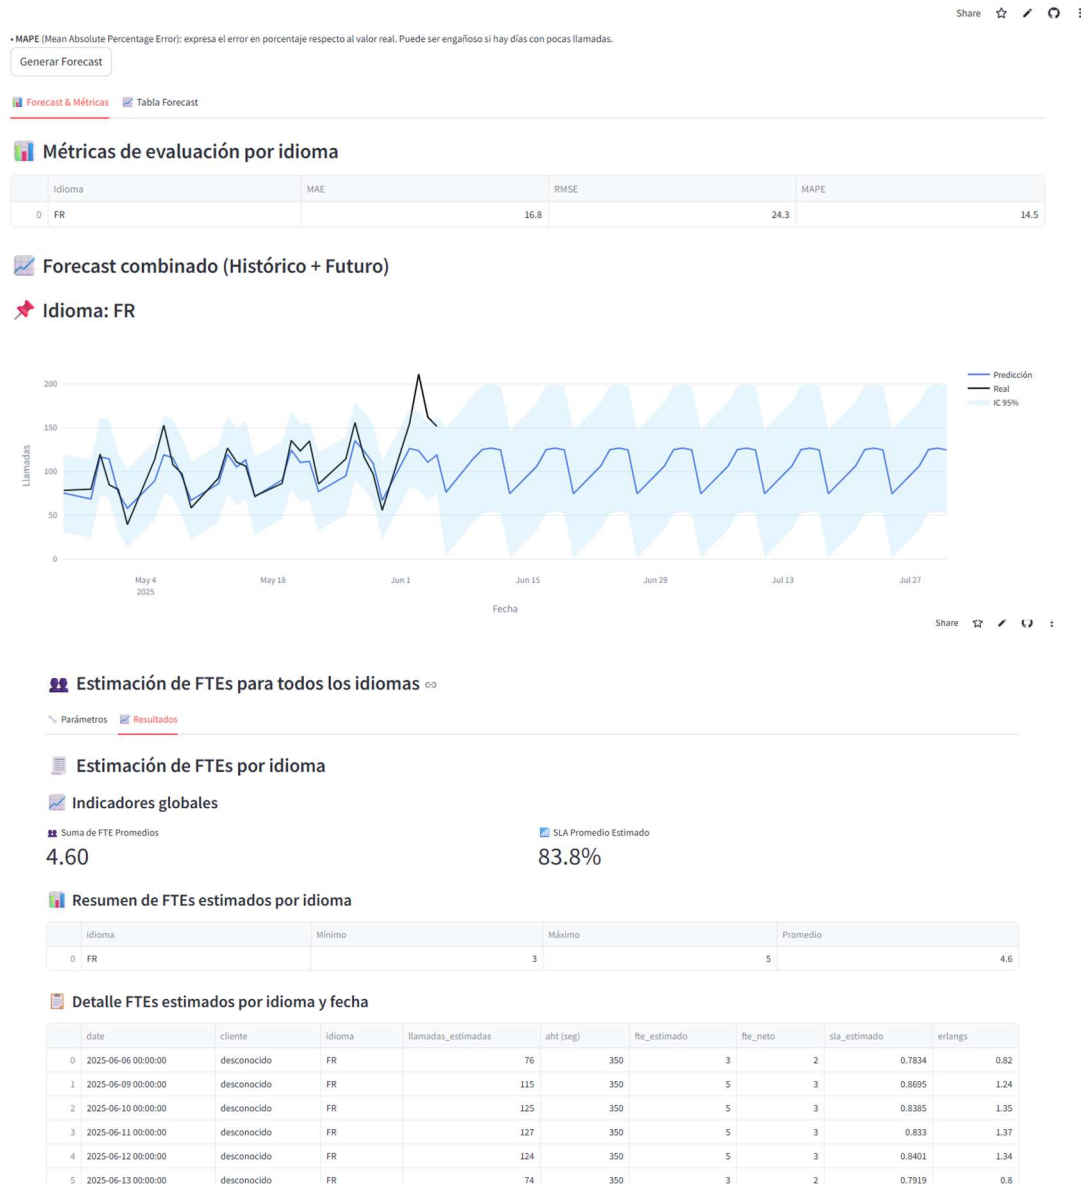 Share
• MAPE (Mean Absolute Percentage Error): expresa el error en porcentaje respecto al valor real. Puede ser engañoso si hay días con pocas llamadas.
Generar Forecast
Forecast & Métricas Tabla Forecast
Métricas de evaluación por idioma
Idioma MAE RMSE MAPE
0 FR 16.8 24.3 14.5
Forecast combinado (Histórico + Futuro)
Idioma: FR
Predicción
Real
IC 95%
Llamadas
200
150
100
50
0
May 4 May 18 Jun 1 Jun 15 Jun 29 Jul 13 Jul 27
2025
Fecha
Share
Estimación de FTEs para todos los idiomas
Parámetros Resultados
Estimación de FTEs por idioma
Indicadores globales
Suma de FTE Promedios SLA Promedio Estimado
4.60 83.8%
Resumen de FTEs estimados por idioma
idioma Mínimo Máximo Promedio
0 FR 3 5 4.6
Detalle FTEs estimados por idioma y fecha
date cliente idioma llamadas_estimadas aht (seg) fte_estimado fte_neto sla_estimado erlangs
0 2025-06-06 00:00:00 desconocido FR 76 350 3 2 0.7834 0.82
1 2025-06-09 00:00:00 desconocido FR 115 350 5 3 0.8695 1.24
2 2025-06-10 00:00:00 desconocido FR 125 350 5 3 0.8385 1.35
3 2025-06-11 00:00:00 desconocido FR 127 350 5 3 0.833 1.37
4 2025-06-12 00:00:00 desconocido FR 124 350 5 3 0.8401 1.34
5 2025-06-13 00:00:00 desconocido FR 74 350 3 2 0.7919 0.8